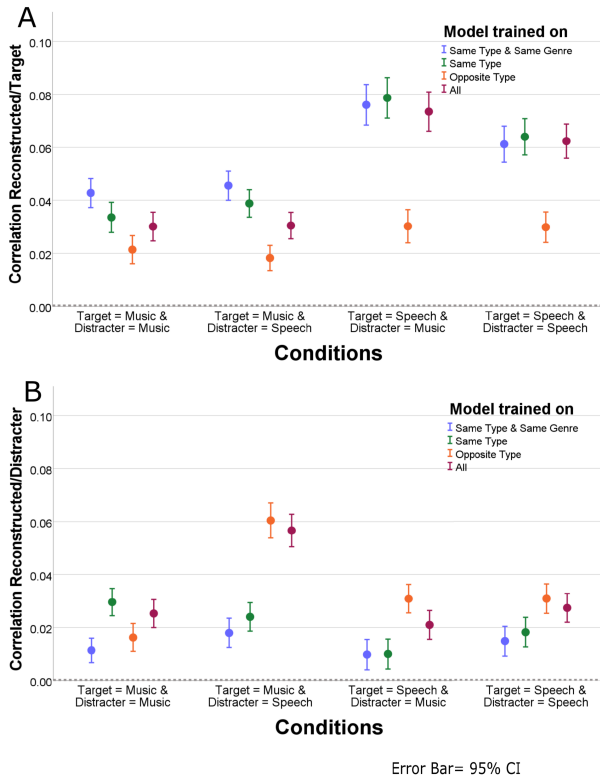 A
Model trained on
Same Type & Same Genre
Same Type
Opposite Type
All
Correlation Reconstructed/Target
0.10
0.08
0.06
0.04
0.02
0.00
Target = Music & Target = Music & Target = Speech & Target = Speech &
Distracter = Music Distracter = Speech Distracter = Music Distracter = Speech
Conditions
B
Model trained on
Same Type & Same Genre
Same Type
Opposite Type
All
Correlation Reconstructed/Distracter
0.10
0.08
0.06
0.04
0.02
0.00
Target = Music & Target = Music & Target = Speech & Target = Speech &
Distracter = Music Distracter = Speech Distracter = Music Distracter = Speech
Conditions
Error Bar= 95% CI